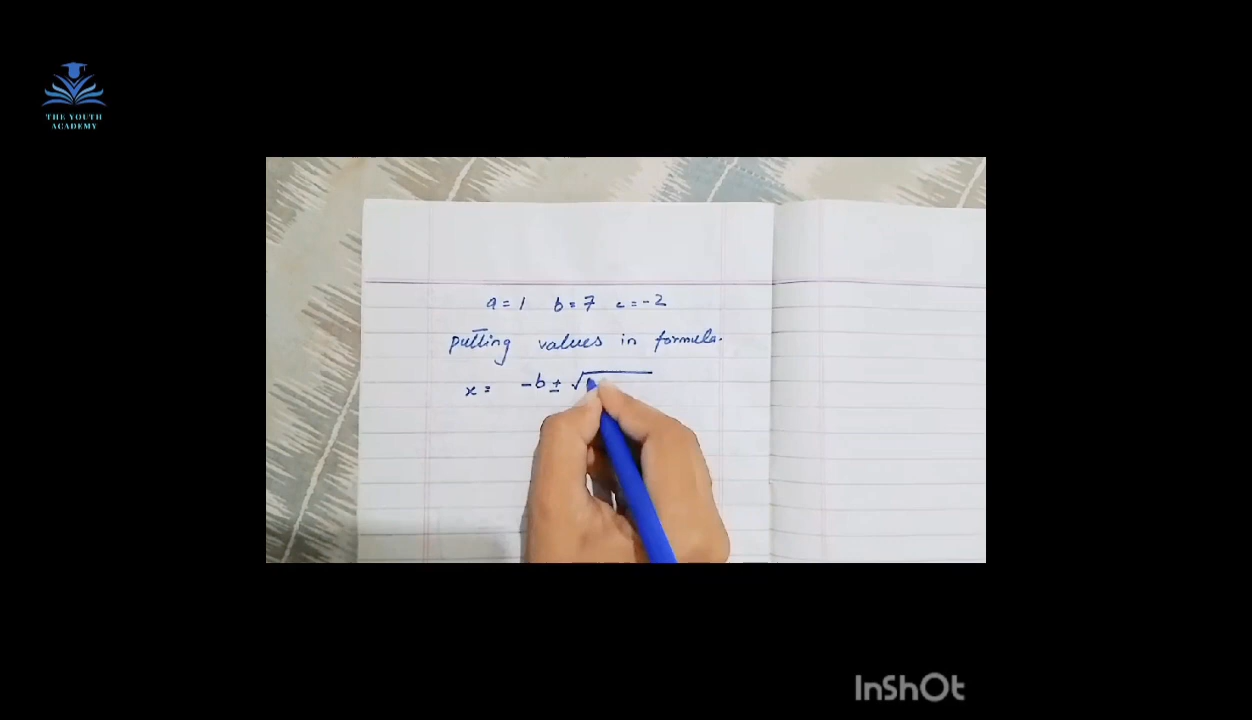 THE YOUTH
ACADEMY
a = 1 b = 7 c = -2
putting values in formula.
x = -b ± √
InShOt